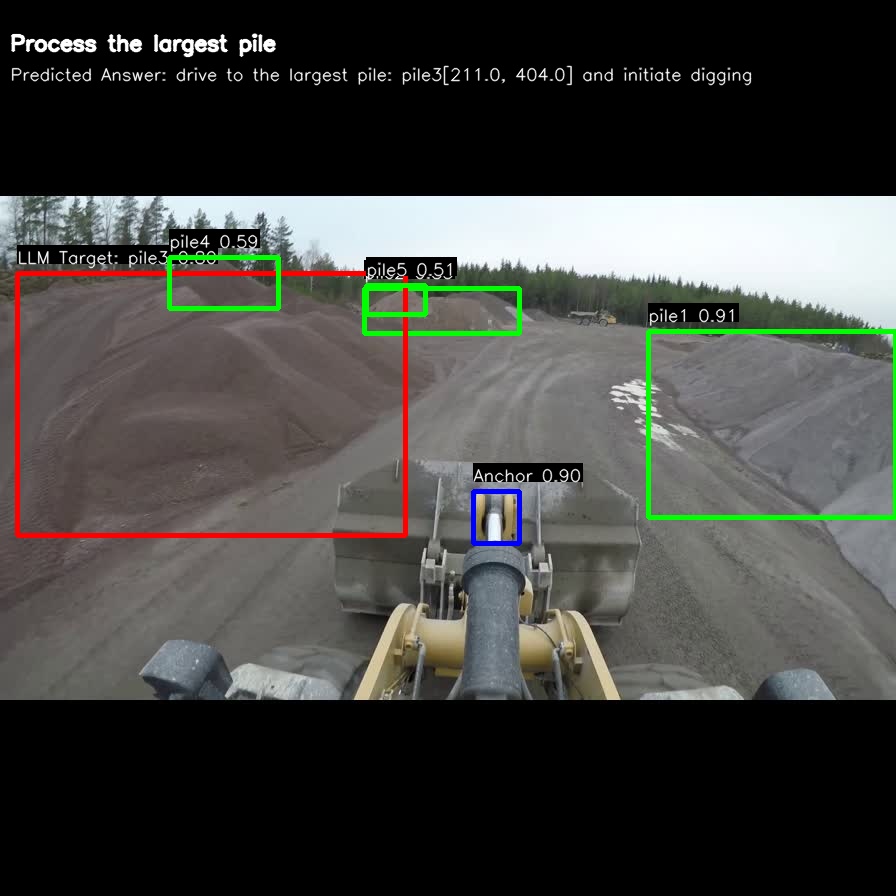 Process the largest pile
Predicted Answer: drive to the largest pile: pile3[211.0, 404.0] and initiate digging
pile4 0.59
LLM Target: pile3
pile5 0.51
pile1 0.91
Anchor 0.90